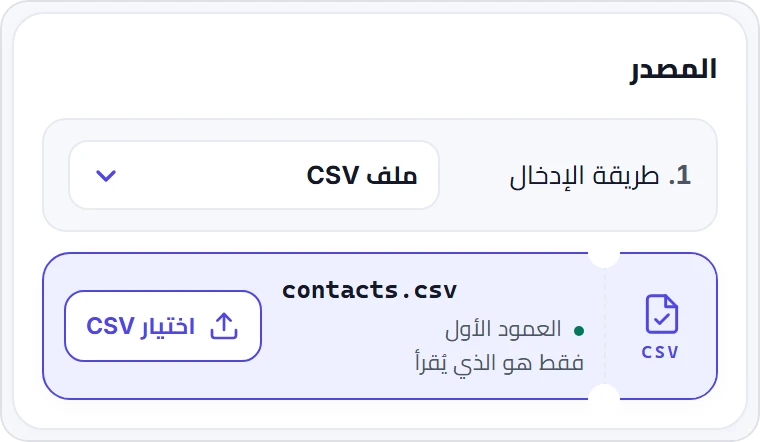 المصدر
1. طريقة الإدخال
ملف CSV
CSV
contacts.csv
العمود الأول
فقط هو الذي يُقرأ
اختيار CSV